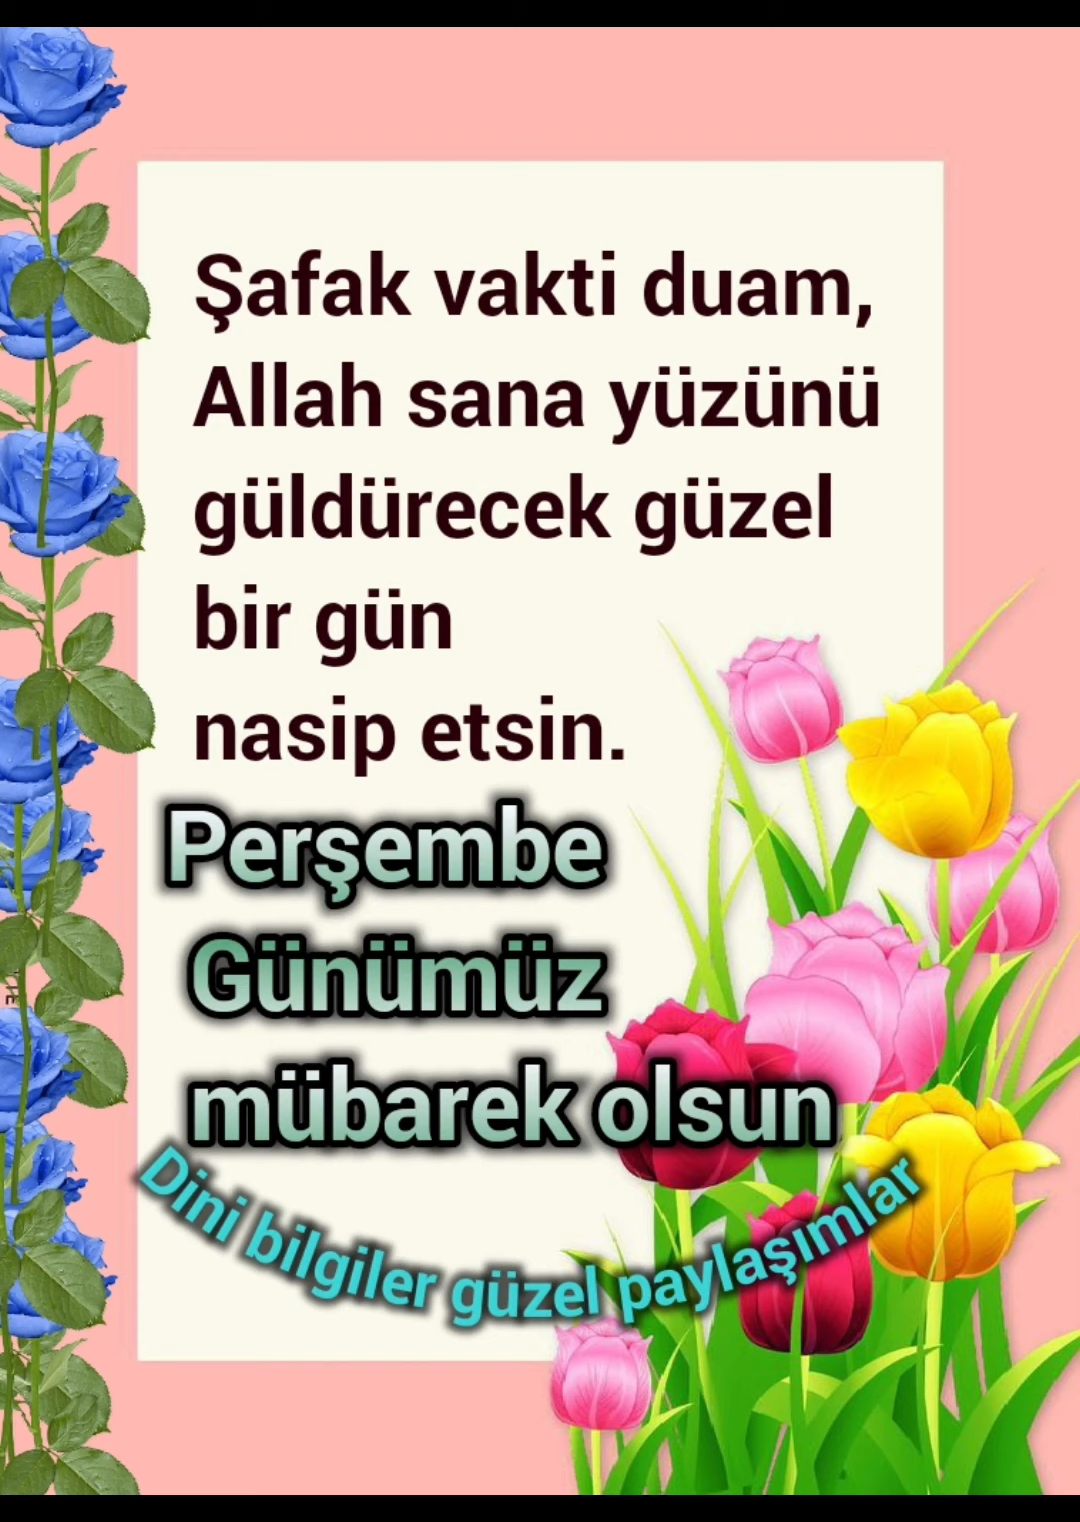 Şafak vakti duam,
Allah sana yüzünü
güldürecek güzel
bir gün
nasip etsin.
Perşembe
Günümüz
mübarek olsun
Dini bilgiler güzel paylaşımlar